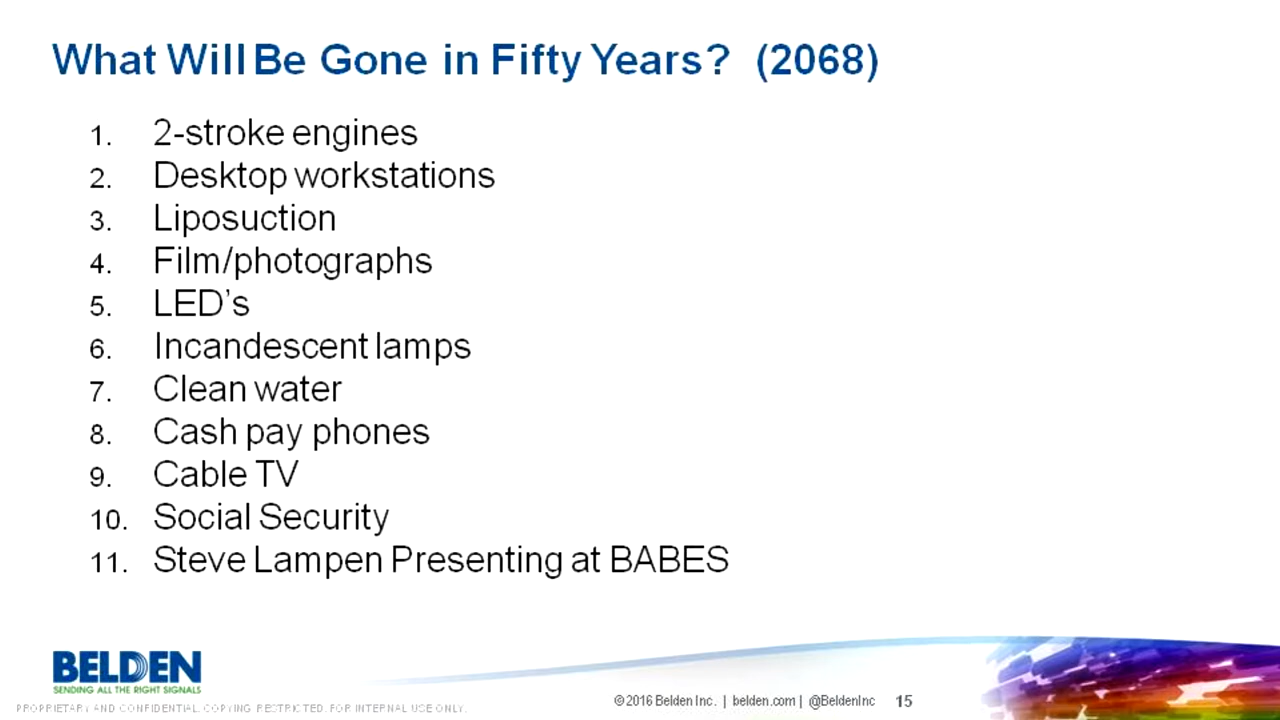 What Will Be Gone in Fifty Years? (2068)
1. 2-stroke engines
2. Desktop workstations
3. Liposuction
4. Film/photographs
5. LED's
6. Incandescent lamps
7. Clean water
8. Cash pay phones
9. Cable TV
10. Social Security
11. Steve Lampen Presenting at BABES
BELDEN
SENDING ALL THE RIGHT SIGNALS
PROPPRIETARY AND CONFIDENTIAL. COPYING RESTRICTED. FOR INTERNAL USE ONLY.
© 2016 Belden Inc. | belden.com | @BeldenInc 15